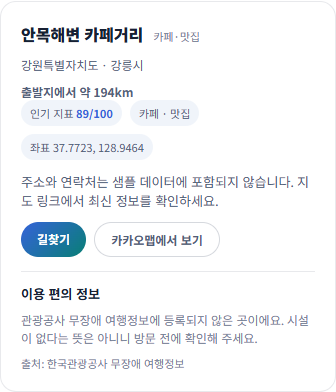 안목해변 카페거리 카페·맛집
강원특별자치도 · 강릉시
출발지에서 약 194km
인기 지표 89/100 카페 · 맛집
좌표 37.7723, 128.9464
주소와 연락처는 샘플 데이터에 포함되지 않습니다. 지
도 링크에서 최신 정보를 확인하세요.
길찾기 카카오맵에서 보기
이용 편의 정보
관광공사 무장애 여행정보에 등록되지 않은 곳이에요. 시설
이 없다는 뜻은 아니니 방문 전에 확인해 주세요.
출처: 한국관광공사 무장애 여행정보